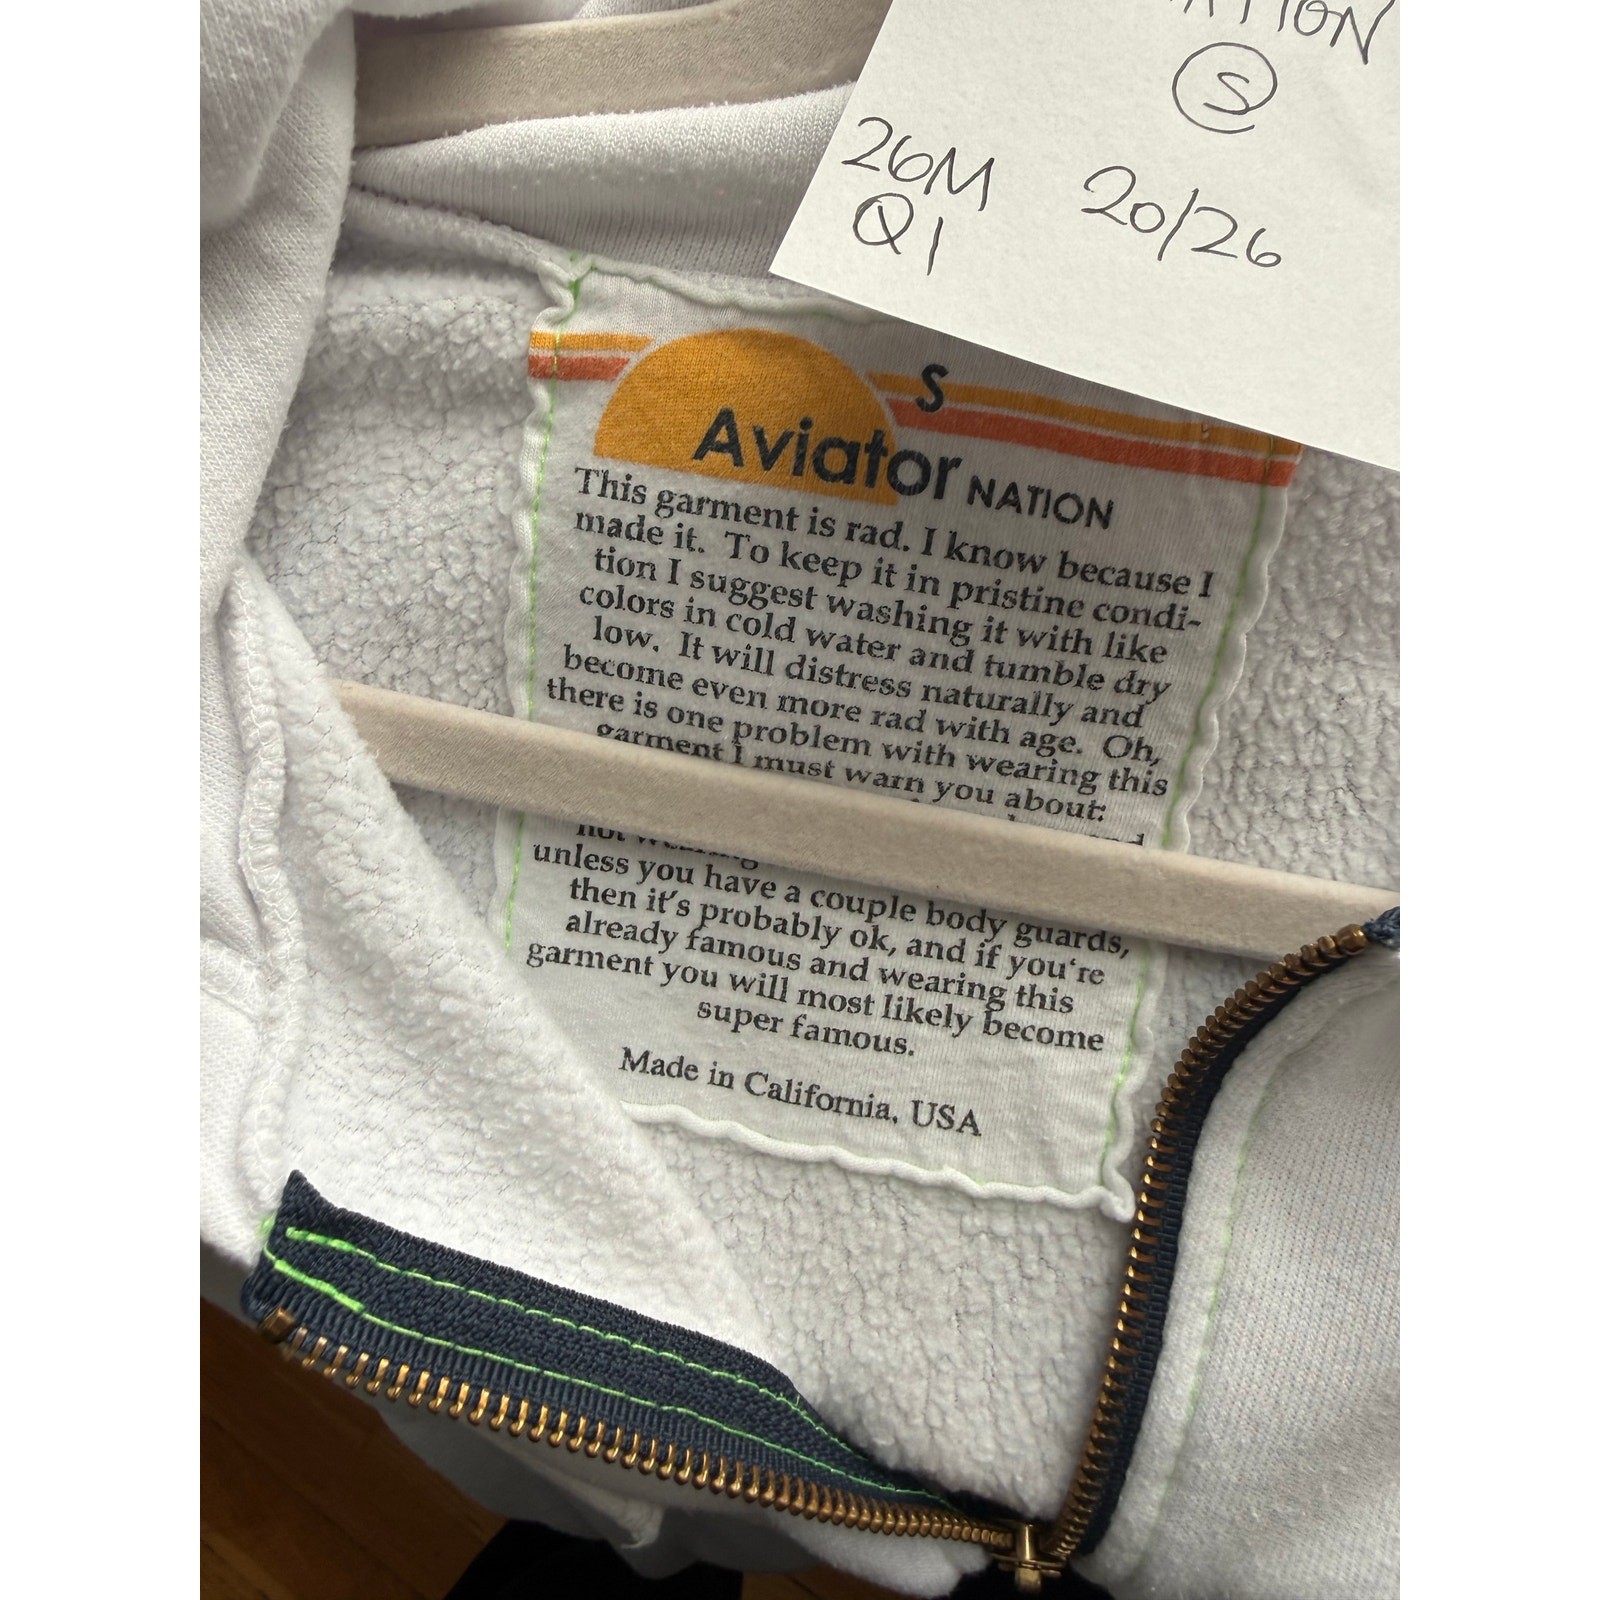 S
26M 20/26
Q1
S
Aviator NATION
This garment is rad. I know because I
made it. To keep it in pristine condi-
tion I suggest washing it with like
colors in cold water and tumble dry
low. It will distress naturally and
become even more rad with age. Oh,
there is one problem with wearing this
garment I must warn you about:
unless you have a couple body guards,
then it's probably ok, and if you're
already famous and wearing this
garment you will most likely become
super famous.
Made in California, USA